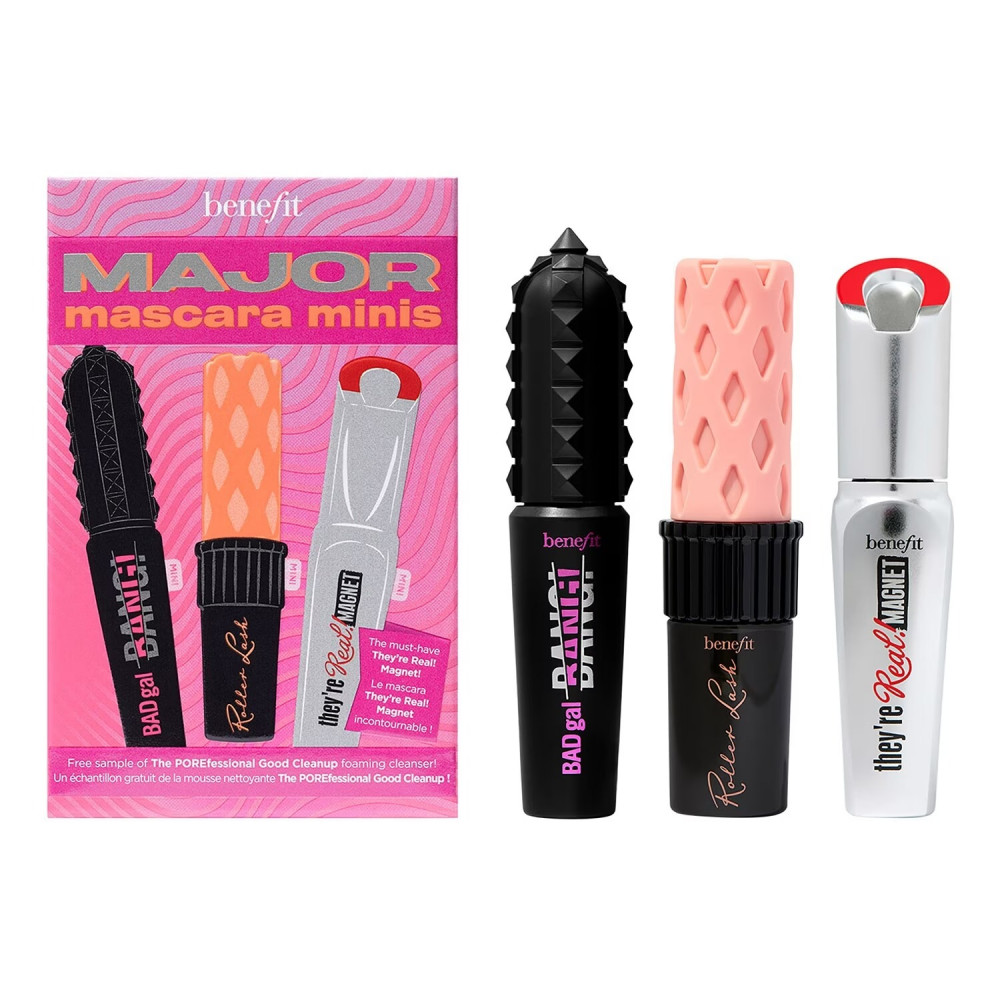 benefit
MAJOR
mascara minis
BAD gal BANG!
MINI
Roller Lash
MINI
they're Real! MAGNET
MINI
The must-have
They're Real!
Magnet!
Le mascara
They're Real!
Magnet
incontournable !
Free sample of The POREfessional Good Cleanup foaming cleanser!
Un échantillon gratuit de la mousse nettoyante The POREfessional Good Cleanup !
benefit
BAD gal BANG!
benefit
Roller Lash
benefit
they're Real! MAGNET